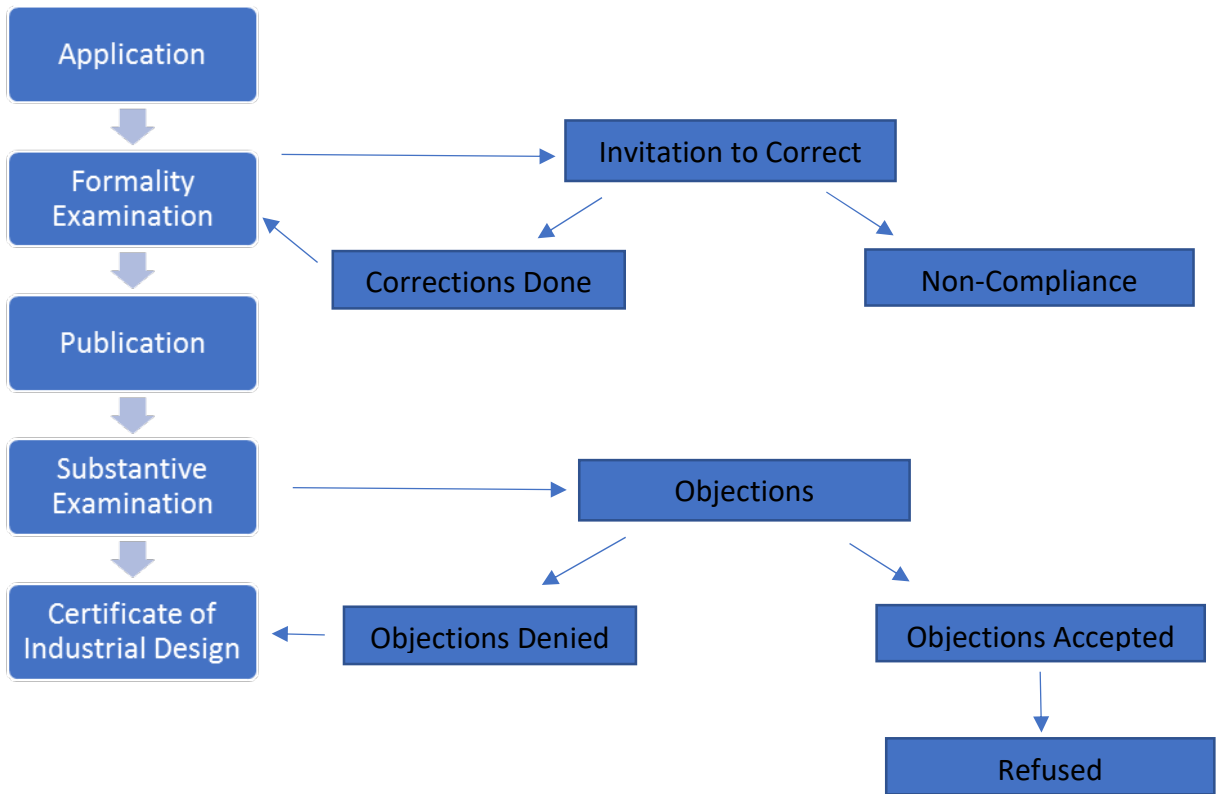 Application
Invitation to Correct
Formality
Examination
Corrections Done
Non-Compliance
Publication
Substantive
Examination
Objections
Certificate of
Industrial Design
Objections Denied
Objections Accepted
Refused